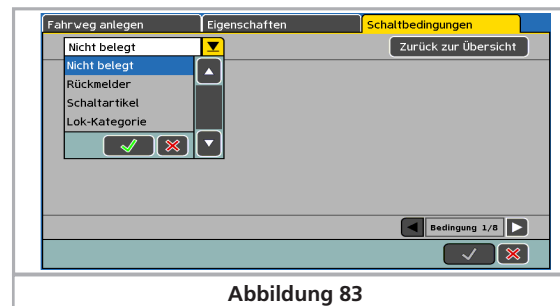 Fahrweg anlegen
Eigenschaften
Schaltbedingungen
Nicht belegt
Zurück zur Übersicht
Nicht belegt
Rückmelder
Schaltartikel
Lok-Kategorie
Bedingung 1/8
Abbildung 83